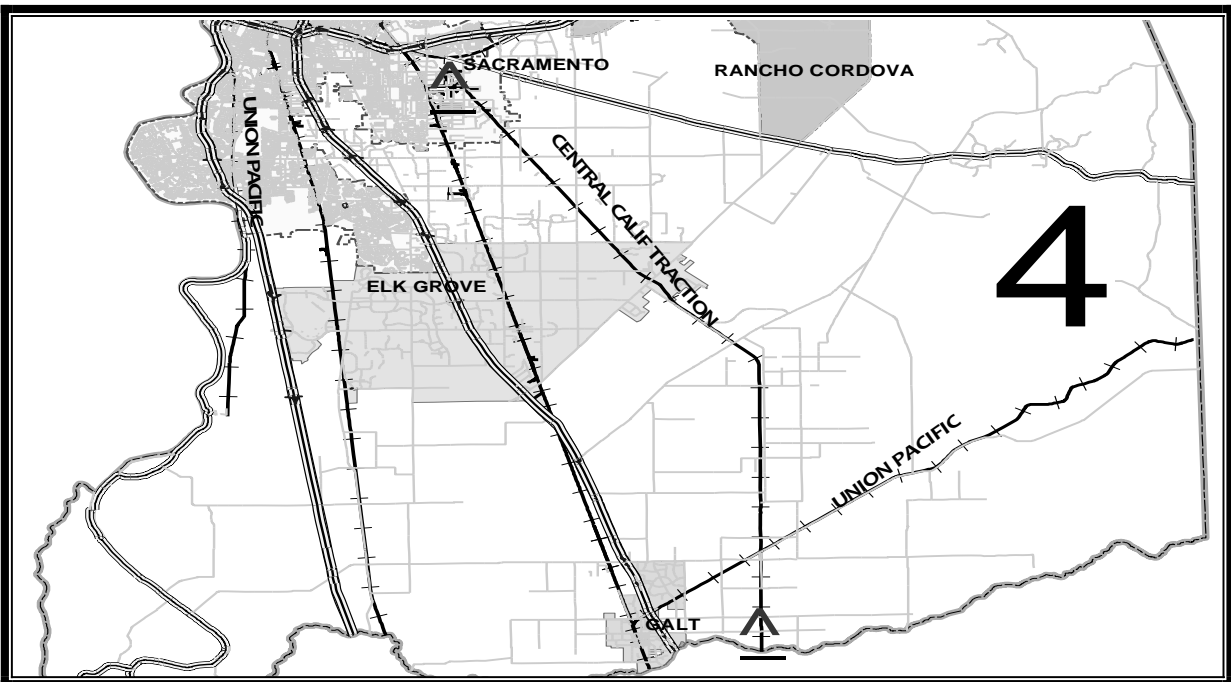 SACRAMENTO
RANCHO CORDOVA
UNION PACIFIC
CENTRAL CALIF TRACTION
4
ELK GROVE
UNION PACIFIC
GALT